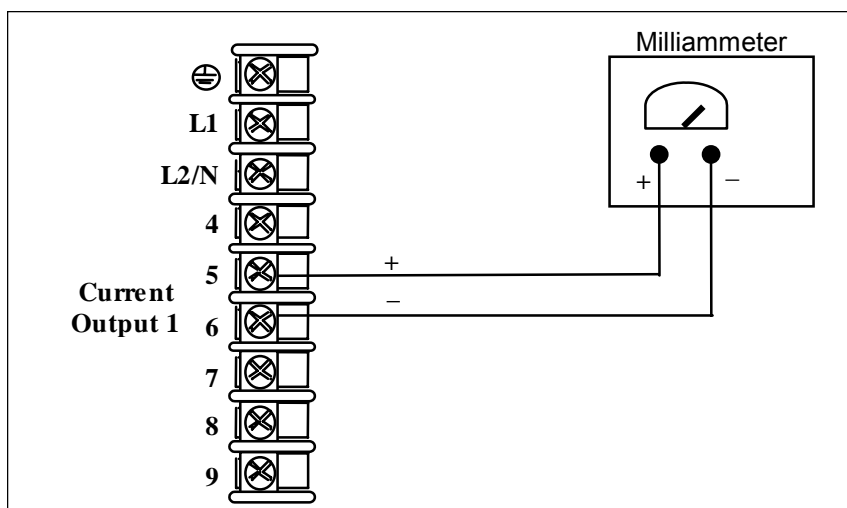 Milliammeter
L1
L2/N
+ −
4
5 +
Current
Output 1
−
6
7
8
9